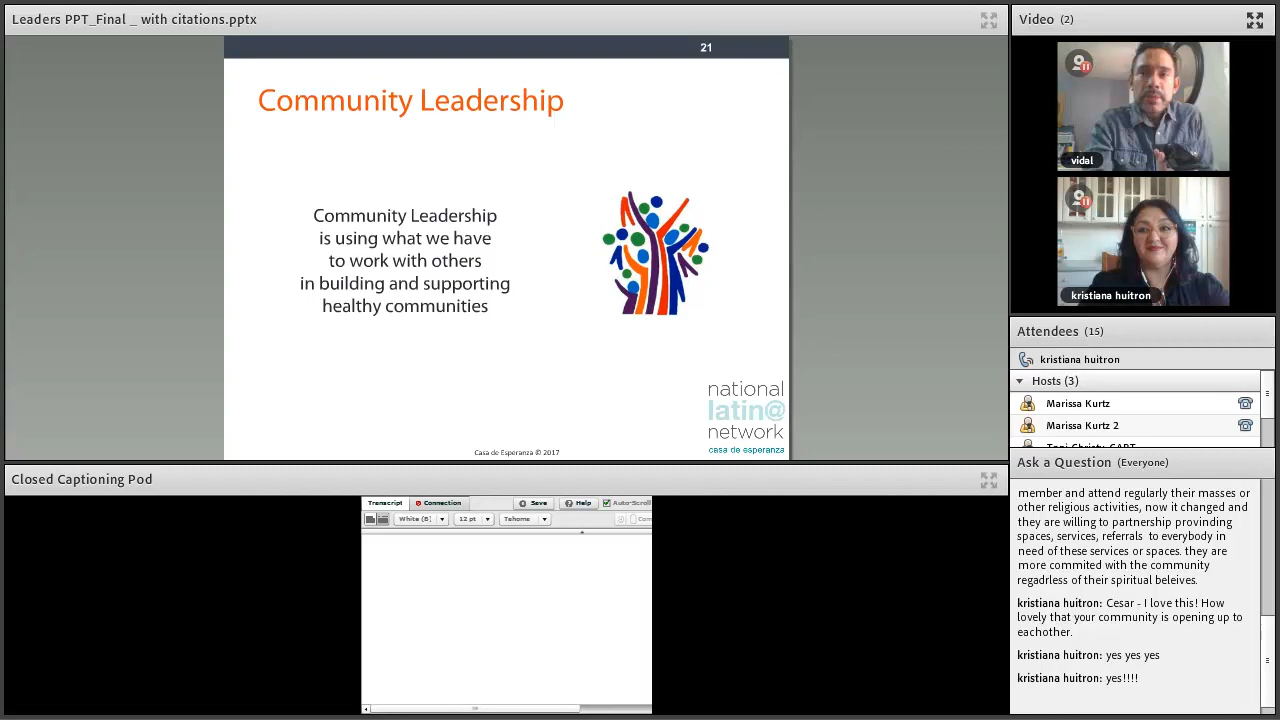 Leaders PPT_Final _ with citations.pptx
21
Community Leadership
Community Leadership
is using what we have
to work with others
in building and supporting
healthy communities
national
latin@
network
casa de esperanza
Casa de Esperanza © 2017
Closed Captioning Pod
Transcript Connection Save Help Auto-Scroll
White (B) 12 pt Tahoma
Video (2)
vidal
kristiana huitron
Attendees (15)
kristiana huitron
Hosts (3)
Marissa Kurtz
Marissa Kurtz 2
Ask a Question (Everyone)
member and attend regulrly their masses or
other religious activities, now it changed and
they are willing to partnership provinding
spaces, services, referrals to everybody in
need of these services or spaces. they are
more commited with the community
regadrless of their spiritual beleives.
kristiana huitron: Cesar - I love this! How
lovely that your community is opening up to
eachother.
kristiana huitron: yes yes yes
kristiana huitron: yes!!!!